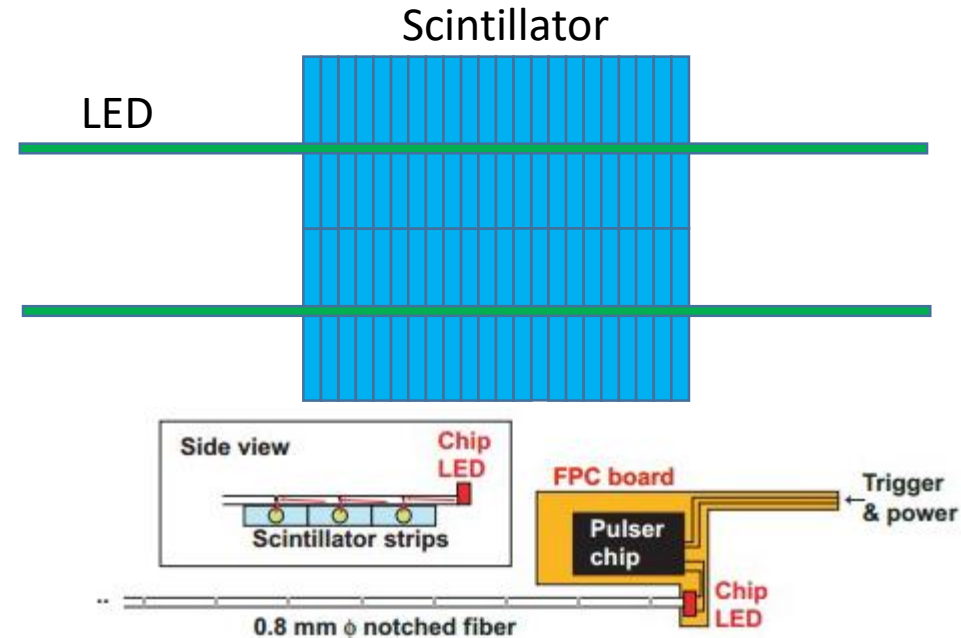 Scintillator
LED
Side view
Chip
LED
Scintillator strips
FPC board
Trigger
& power
Pulser
chip
Chip
LED
..
0.8 mm ϕ notched fiber